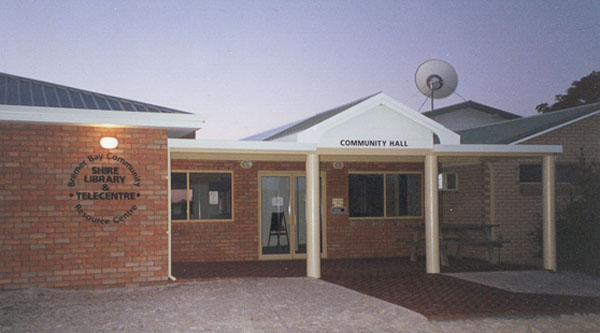 Bremer Bay Community
SHIRE
LIBRARY
&
TELECENTRE
Resource Centre
COMMUNITY HALL